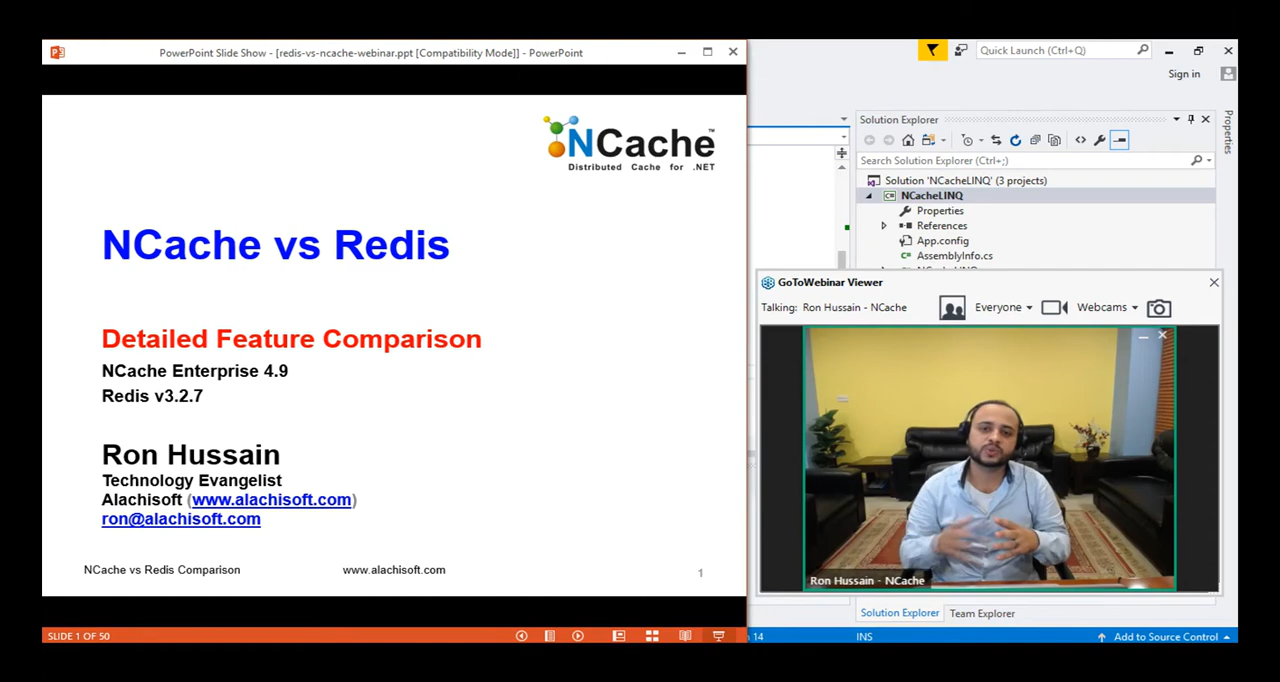 PowerPoint Slide Show - [redis-vs-ncache-webinar.ppt [Compatibility Mode]] - PowerPoint
NCache™
Distributed Cache for .NET
NCache vs Redis
Detailed Feature Comparison
NCache Enterprise 4.9
Redis v3.2.7
Ron Hussain
Technology Evangelist
Alachisoft (www.alachisoft.com)
ron@alachisoft.com
NCache vs Redis Comparison
www.alachisoft.com
1
SLIDE 1 OF 50
Quick Launch (Ctrl+Q)
Sign in
Solution Explorer
Properties
Search Solution Explorer (Ctrl+;)
Solution 'NCacheLINQ' (3 projects)
NCacheLINQ
Properties
References
App.config
AssemblyInfo.cs
GoToWebinar Viewer
Talking: Ron Hussain - NCache
Everyone
Webcams
Ron Hussain - NCache
Solution Explorer
Team Explorer
14
INS
Add to Source Control